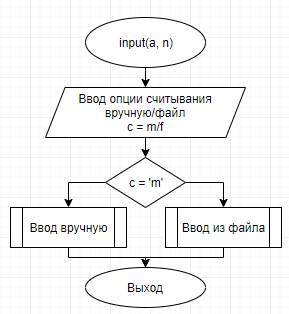 input(a, n)
Ввод опции считывания
вручную/файл
c = m/f
c = 'm'
Ввод вручную
Ввод из файла
Выход